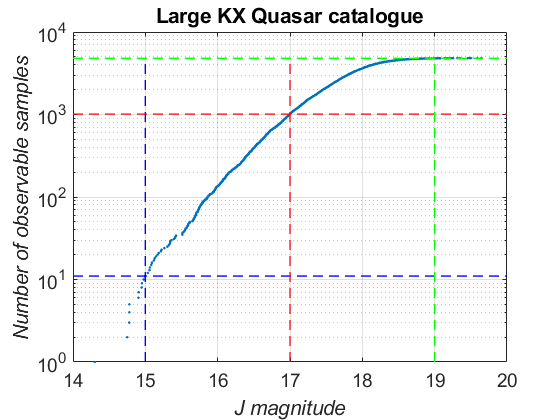 Large KX Quasar catalogue
Number of observable samples
10^4
10^3
10^2
10^1
10^0
14 15 16 17 18 19 20
J magnitude